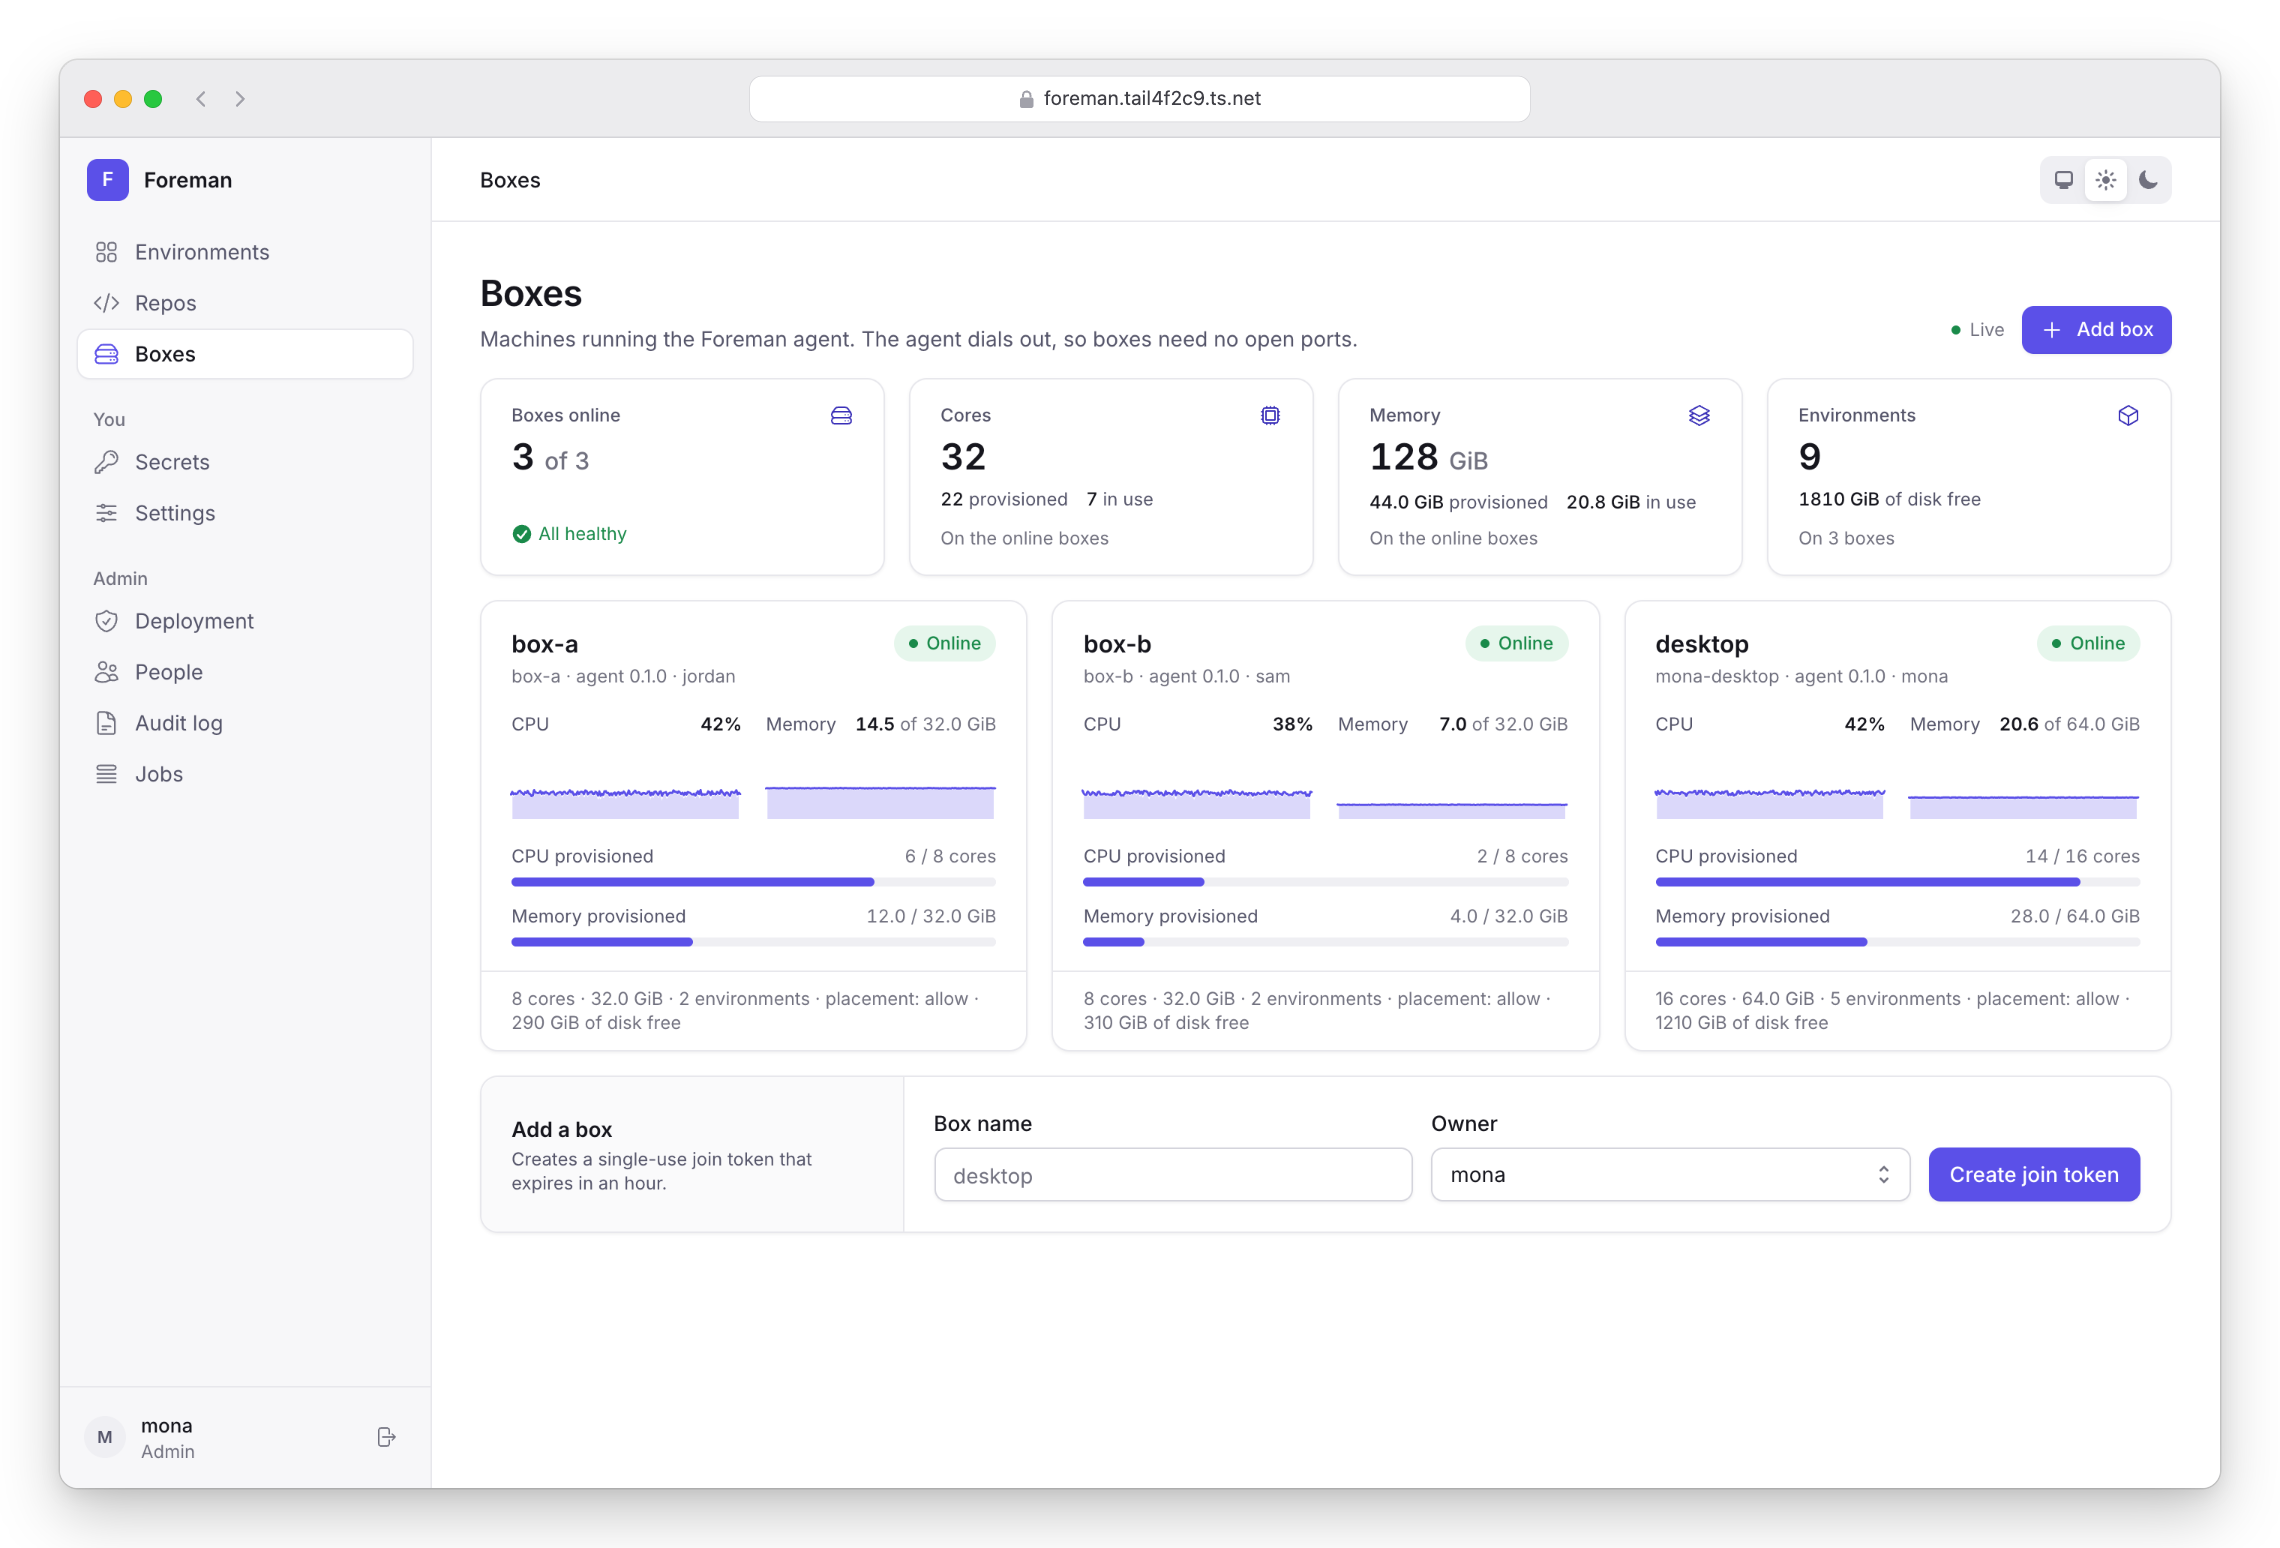 foreman.tail4f2c9.ts.net
F Foreman
Environments
Repos
Boxes
You
Secrets
Settings
Admin
Deployment
People
Audit log
Jobs
M
mona
Admin
Boxes
Boxes
Machines running the Foreman agent. The agent dials out, so boxes need no open ports.
Live
Add box
Boxes online
3 of 3
All healthy
Cores
32
22 provisioned 7 in use
On the online boxes
Memory
128 GiB
44.0 GiB provisioned 20.8 GiB in use
On the online boxes
Environments
9
1810 GiB of disk free
On 3 boxes
box-a
Online
box-a · agent 0.1.0 · jordan
CPU 42% Memory 14.5 of 32.0 GiB
CPU provisioned 6 / 8 cores
Memory provisioned 12.0 / 32.0 GiB
8 cores · 32.0 GiB · 2 environments · placement: allow ·
290 GiB of disk free
box-b
Online
box-b · agent 0.1.0 · sam
CPU 38% Memory 7.0 of 32.0 GiB
CPU provisioned 2 / 8 cores
Memory provisioned 4.0 / 32.0 GiB
8 cores · 32.0 GiB · 2 environments · placement: allow ·
310 GiB of disk free
desktop
Online
mona-desktop · agent 0.1.0 · mona
CPU 42% Memory 20.6 of 64.0 GiB
CPU provisioned 14 / 16 cores
Memory provisioned 28.0 / 64.0 GiB
16 cores · 64.0 GiB · 5 environments · placement: allow ·
1210 GiB of disk free
Add a box
Creates a single-use join token that
expires in an hour.
Box name
desktop
Owner
mona
Create join token